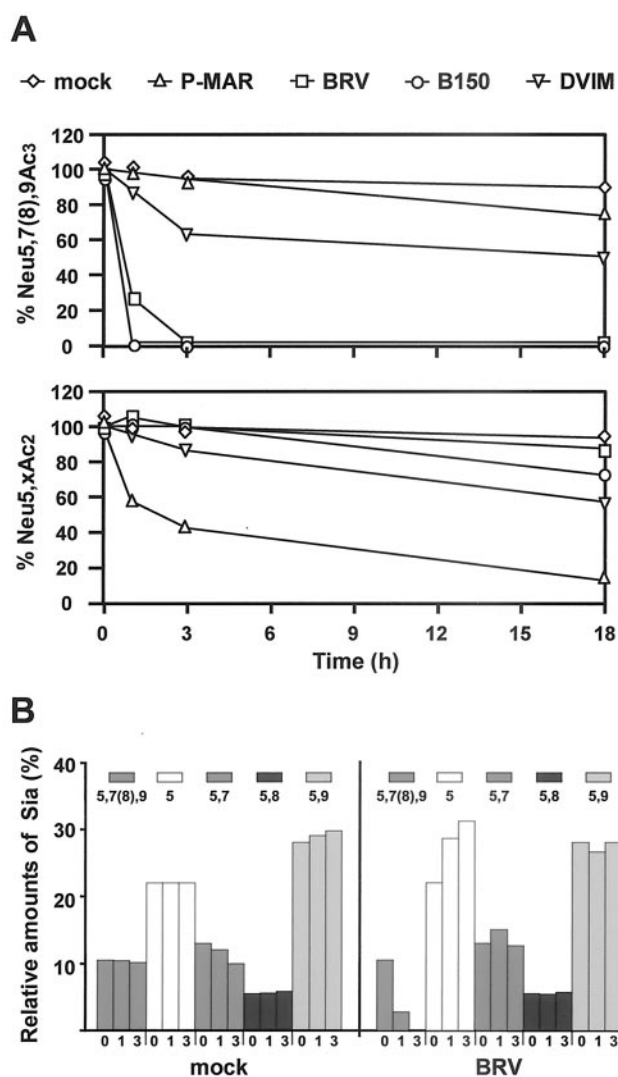 A
mock P-MAR BRV B150 DVIM
% Neu5,7(8),9Ac3
120
100
80
60
40
20
0
% Neu5,xAc2
120
100
80
60
40
20
0
0 3 6 9 12 15 18
Time (h)
B
Relative amounts of Sia (%)
40
30
20
10
5,7(8),9 5 5,7 5,8 5,9
5,7(8),9 5 5,7 5,8 5,9
0 1 3 0 1 3 0 1 3 0 1 3 0 1 3
0 1 3 0 1 3 0 1 3 0 1 3 0 1 3
mock BRV